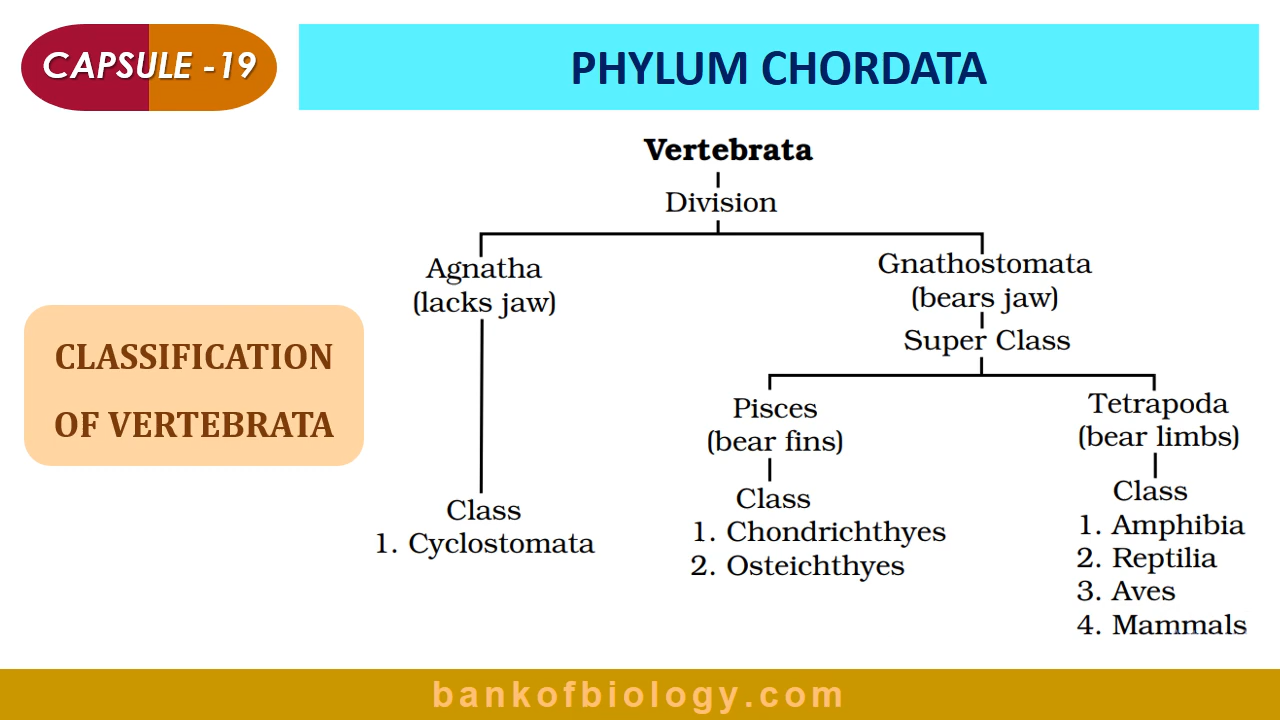 CAPSULE -19
PHYLUM CHORDATA
Vertebrata
Division
Agnatha
(lacks jaw)
Gnathostomata
(bears jaw)
Super Class
CLASSIFICATION
OF VERTEBRATA
Pisces
(bear fins)
Tetrapoda
(bear limbs)
Class
1. Cyclostomata
Class
1. Chondrichthyes
2. Osteichthyes
Class
1. Amphibia
2. Reptilia
3. Aves
4. Mammals
bankofbiology.com